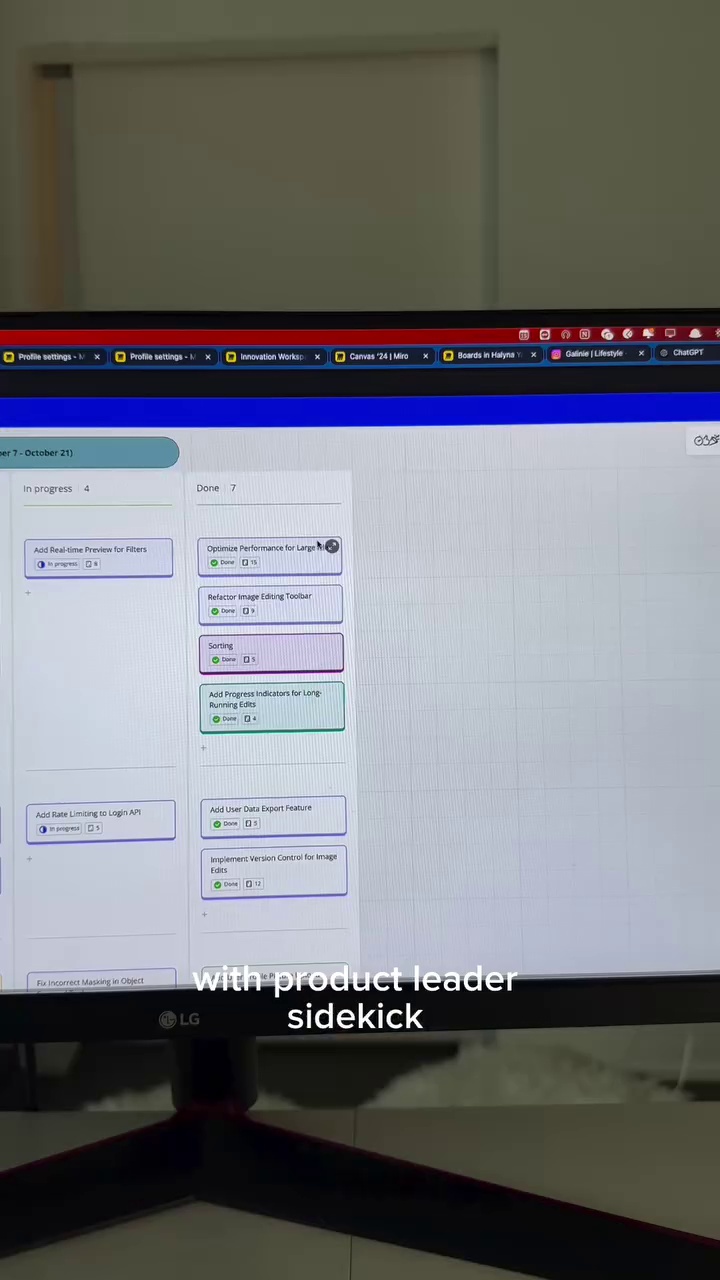 Profile settings - M
Profile settings - M
Innovation Worksp
Canvas '24 | Miro
Boards in Halyna
Galinie | Lifestyle
ChatGPT
er 7 - October 21)
In progress 4
Done 7
Add Real-time Preview for Filters
In progress 8
Optimize Performance for Large
Done 15
Refactor Image Editing Toolbar
Done 9
Sorting
Done 5
Add Progress Indicators for Long-
Running Edits
Done 4
+
+
Add Rate Limiting to Login API
In progress 5
Add User Data Export Feature
Done 5
Implement Version Control for Image
Edits
Done 12
+
+
Fix Incorrect Masking in Object
with product leader
sidekick
LG